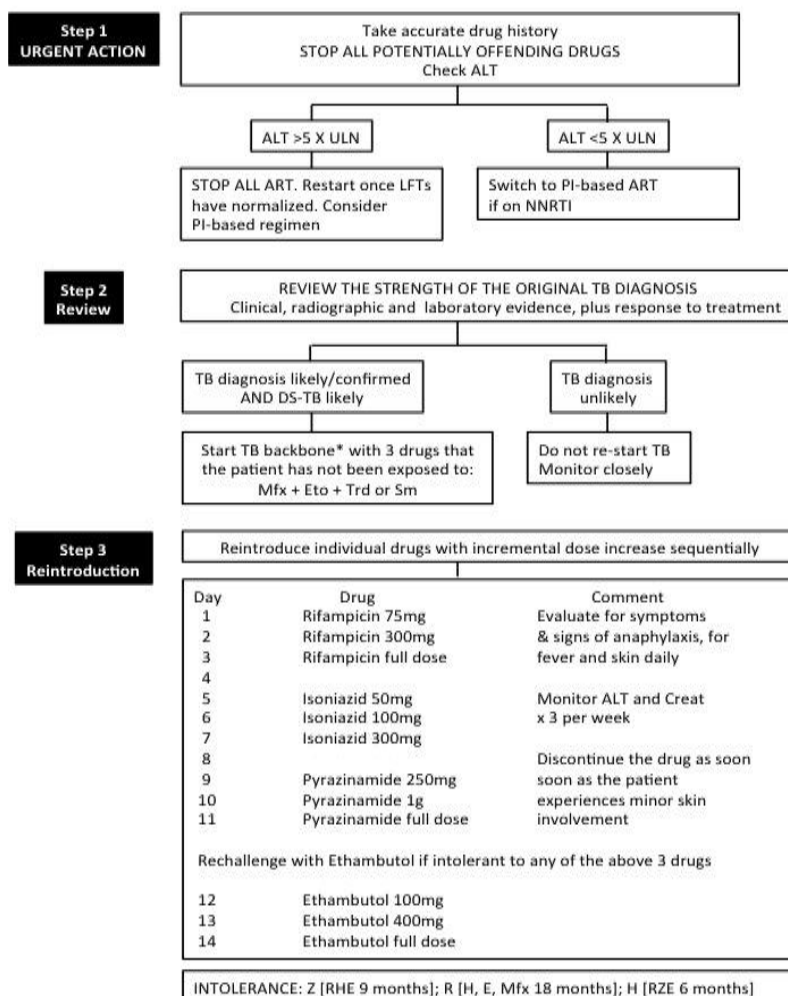 Step 1
URGENT ACTION
Take accurate drug history
STOP ALL POTENTIALLY OFFENDING DRUGS
Check ALT
ALT >5 X ULN
ALT <5 X ULN
STOP ALL ART. Restart once LFTs
have normalized. Consider
PI-based regimen
Switch to PI-based ART
if on NNRTI
Step 2
Review
REVIEW THE STRENGTH OF THE ORIGINAL TB DIAGNOSIS
Clinical, radiographic and laboratory evidence, plus response to treatment
TB diagnosis likely/confirmed
AND DS-TB likely
TB diagnosis
unlikely
Start TB backbone* with 3 drugs that
the patient has not been exposed to:
Mfx + Eto + Trd or Sm
Do not re-start TB
Monitor closely
Step 3
Reintroduction
Reintroduce individual drugs with incremental dose increase sequentially
Day Drug Comment
1 Rifampicin 75mg Evaluate for symptoms
2 Rifampicin 300mg & signs of anaphylaxis, for
3 Rifampicin full dose fever and skin daily
4
5 Isoniazid 50mg Monitor ALT and Creat
6 Isoniazid 100mg x 3 per week
7 Isoniazid 300mg
8 Discontinue the drug as soon
9 Pyrazinamide 250mg soon as the patient
10 Pyrazinamide 1g experiences minor skin
11 Pyrazinamide full dose involvement
Rechallenge with Ethambutol if intolerant to any of the above 3 drugs
12 Ethambutol 100mg
13 Ethambutol 400mg
14 Ethambutol full dose
INTOLERANCE: Z [RHE 9 months]; R [H, E, Mfx 18 months]; H [RZE 6 months]